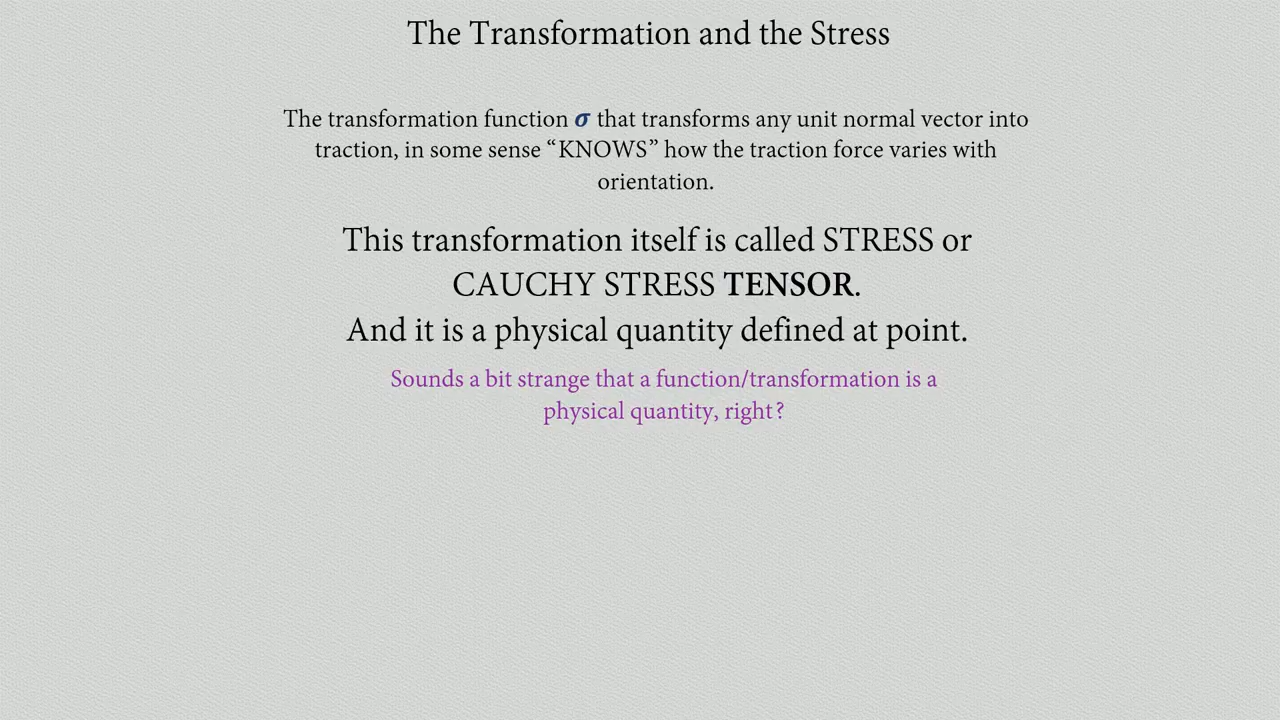 The Transformation and the Stress
The transformation function σ that transforms any unit normal vector into
traction, in some sense “KNOWS” how the traction force varies with
orientation.
This transformation itself is called STRESS or
CAUCHY STRESS TENSOR.
And it is a physical quantity defined at point.
Sounds a bit strange that a function/transformation is a
physical quantity, right?